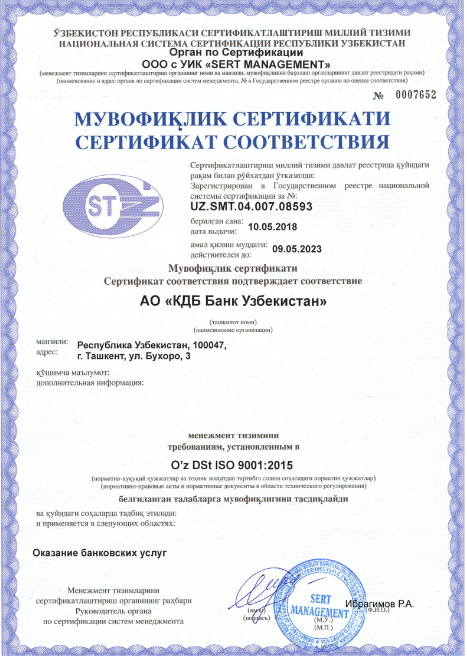 ЎЗБЕКИСТОН РЕСПУБЛИКАСИ СЕРТИФИКАТЛАШТИРИШ МИЛЛИЙ ТИЗИМИ
НАЦИОНАЛЬНАЯ СИСТЕМА СЕРТИФИКАЦИИ РЕСПУБЛИКИ УЗБЕКИСТАН
Орган по Сертификации
ООО с УИК «SERT MANAGEMENT»
(менежмент тизимларини сертификатлаштириш органининг номи ва манзили, мувофиқликни баҳолаш органларининг давлат реестридаги рақами)
(наименование и адрес органа по сертификации систем менеджмента, № в Государственном реестре органов по оценке соответствия)
№ 0007652
МУВОФИҚЛИК СЕРТИФИКАТИ
СЕРТИФИКАТ СООТВЕТСТВИЯ
ST
Сертификатлаштириш миллий тизими давлат реестрида қуйидаги
рақам билан рўйхатдан ўтказилди:
Зарегистрирован в Государственном реестре национальной
системы сертификации за №:
UZ.SMT.04.007.08593
берилган сана:
дата выдачи: 10.05.2018
амал қилиш муддати:
действителен до: 09.05.2023
Мувофиқлик сертификати
Сертификат соответствия подтверждает соответствие
АО «КДБ Банк Узбекистан»
(ташкилот номи)
(наименование организации)
манзили:
адрес:
Республика Узбекистан, 100047,
г. Ташкент, ул. Бухоро, 3
қўшимча маълумот:
дополнительная информация:
менежмент тизимини
требованиям, установленным в
O'z DSt ISO 9001:2015
(норматив-ҳуқуқий ҳужжатлар ва техник жиҳатдан тартибга солиш соҳасидаги норматив ҳужжатлар)
(нормативно-правовые акты и нормативные документы в области технического регулирования)
белгиланган талабларга мувофиқлигини тасдиқлайди
ва қуйидаги соҳаларда тадбиқ этилади:
и применяется в следующих областях:
Оказание банковских услуг
Менежмент тизимларини
сертификатлаштириш органининг раҳбари
Руководитель органа
по сертификации систем менеджмента
(имзо)
(подпись)
SERT
MANAGEMENT
Ибрагимов Р.А.
(Ф.И.О.)
(М.У.)
(М.П.)